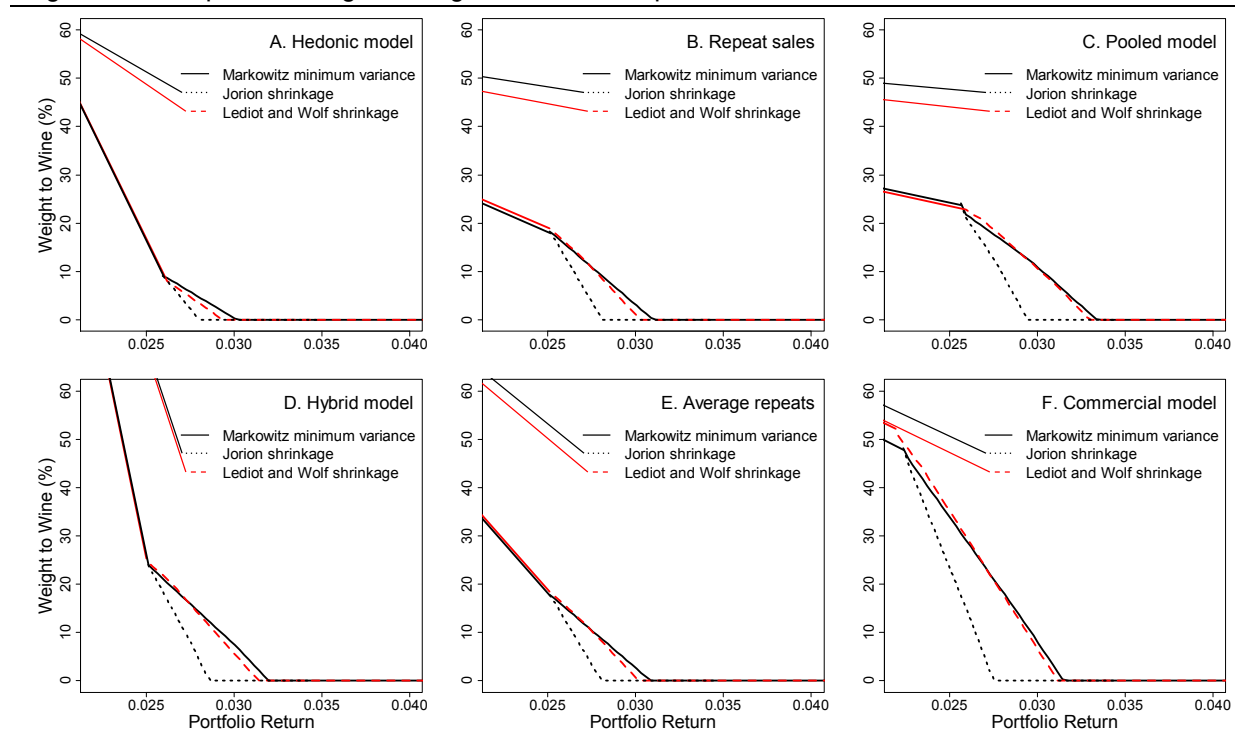 A. Hedonic model
Markowitz minimum variance
Jorion shrinkage
Lediot and Wolf shrinkage
Weight to Wine (%)
0 10 20 30 40 50 60
0.025 0.030 0.035 0.040
B. Repeat sales
Markowitz minimum variance
Jorion shrinkage
Lediot and Wolf shrinkage
0 10 20 30 40 50 60
0.025 0.030 0.035 0.040
C. Pooled model
Markowitz minimum variance
Jorion shrinkage
Lediot and Wolf shrinkage
0 10 20 30 40 50 60
0.025 0.030 0.035 0.040
D. Hybrid model
Markowitz minimum variance
Jorion shrinkage
Lediot and Wolf shrinkage
Weight to Wine (%)
0 10 20 30 40 50 60
0.025 0.030 0.035 0.040
Portfolio Return
E. Average repeats
Markowitz minimum variance
Jorion shrinkage
Lediot and Wolf shrinkage
0 10 20 30 40 50 60
0.025 0.030 0.035 0.040
Portfolio Return
F. Commercial model
Markowitz minimum variance
Jorion shrinkage
Lediot and Wolf shrinkage
0 10 20 30 40 50 60
0.025 0.030 0.035 0.040
Portfolio Return